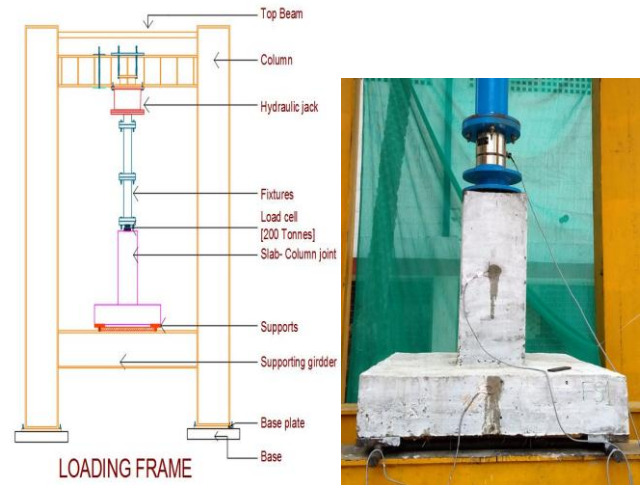 Top Beam
Column
Hydraulic jack
Fixtures
Load cell
[200 Tonnes]
Slab- Column joint
Supports
Supporting girdder
Base plate
Base
LOADING FRAME